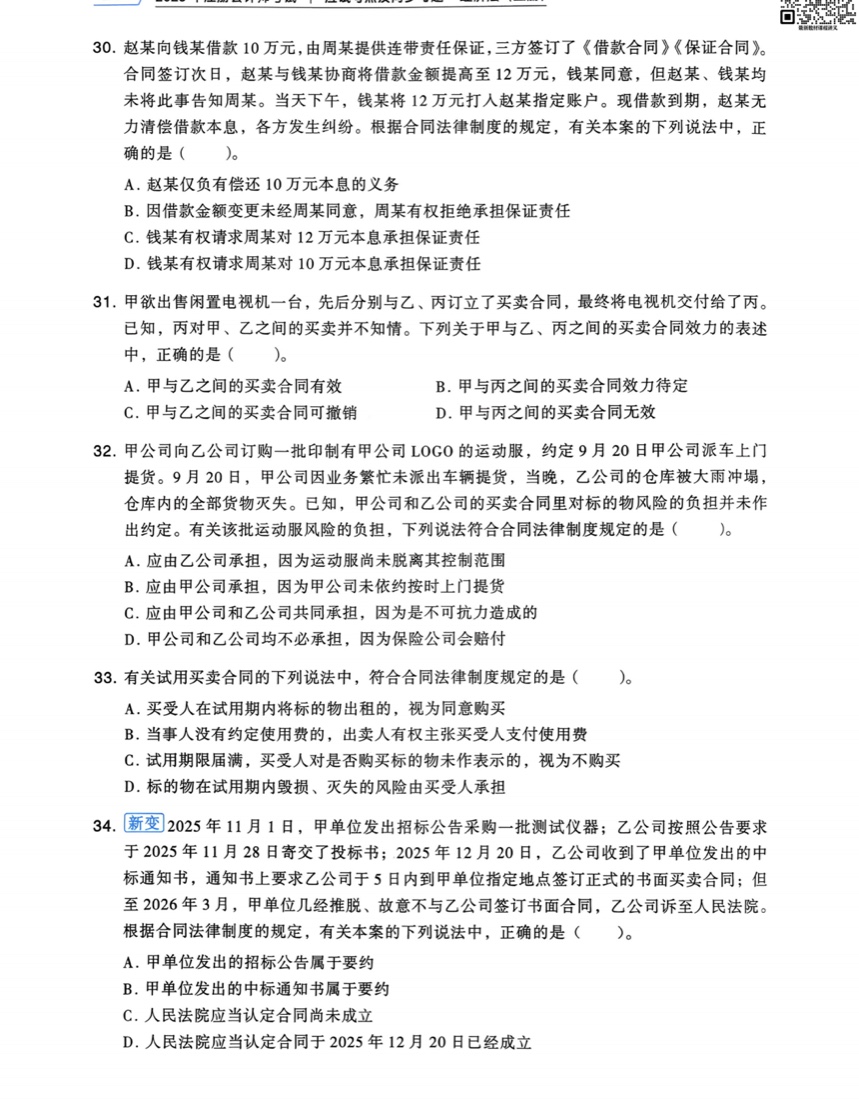 30. 赵某向钱某借款 10 万元,由周某提供连带责任保证,三方签订了《借款合同》《保证合同》。
合同签订次日，赵某与钱某协商将借款金额提高至 12 万元，钱某同意，但赵某、钱某均
未将此事告知周某。当天下午，钱某将 12 万元打入赵某指定账户。现借款到期，赵某无
力清偿借款本息，各方发生纠纷。根据合同法律制度的规定，有关本案的下列说法中，正
确的是（　　）。
A. 赵某仅负有偿还 10 万元本息的义务
B. 因借款金额变更未经周某同意，周某有权拒绝承担保证责任
C. 钱某有权请求周某对 12 万元本息承担保证责任
D. 钱某有权请求周某对 10 万元本息承担保证责任
31. 甲欲出售闲置电视机一台，先后分别与乙、丙订立了买卖合同，最终将电视机交付给了丙。
已知，丙对甲、乙之间的买卖并不知情。下列关于甲与乙、丙之间的买卖合同效力的表述
中，正确的是（　　）。
A. 甲与乙之间的买卖合同有效　　B. 甲与丙之间的买卖合同效力待定
C. 甲与乙之间的买卖合同可撤销　　D. 甲与丙之间的买卖合同无效
32. 甲公司向乙公司订购一批印制有甲公司 LOGO 的运动服，约定 9 月 20 日甲公司派车上门
提货。9 月 20 日，甲公司因业务繁忙未派出车辆提货，当晚，乙公司的仓库被大雨冲塌，
仓库内的全部货物灭失。已知，甲公司和乙公司的买卖合同里对标的物风险的负担并未作
出约定。有关该批运动服风险的负担，下列说法符合合同法律制度规定的是（　　）。
A. 应由乙公司承担，因为运动服尚未脱离其控制范围
B. 应由甲公司承担，因为甲公司未依约按时上门提货
C. 应由甲公司和乙公司共同承担，因为是不可抗力造成的
D. 甲公司和乙公司均不必承担，因为保险公司会赔付
33. 有关试用买卖合同的下列说法中，符合合同法律制度规定的是（　　）。
A. 买受人在试用期内将标的物出租的，视为同意购买
B. 当事人没有约定使用费的，出卖人有权主张买受人支付使用费
C. 试用期限届满，买受人对是否购买标的物未作表示的，视为不购买
D. 标的物在试用期内毁损、灭失的风险由买受人承担
34. 新变 2025 年 11 月 1 日，甲单位发出招标公告采购一批测试仪器；乙公司按照公告要求
于 2025 年 11 月 28 日寄交了投标书；2025 年 12 月 20 日，乙公司收到了甲单位发出的中
标通知书，通知书上要求乙公司于 5 日内到甲单位指定地点签订正式的书面买卖合同；但
至 2026 年 3 月，甲单位几经推脱、故意不与乙公司签订书面合同，乙公司诉至人民法院。
根据合同法律制度的规定，有关本案的下列说法中，正确的是（　　）。
A. 甲单位发出的招标公告属于要约
B. 甲单位发出的中标通知书属于要约
C. 人民法院应当认定合同尚未成立
D. 人民法院应当认定合同于 2025 年 12 月 20 日已经成立